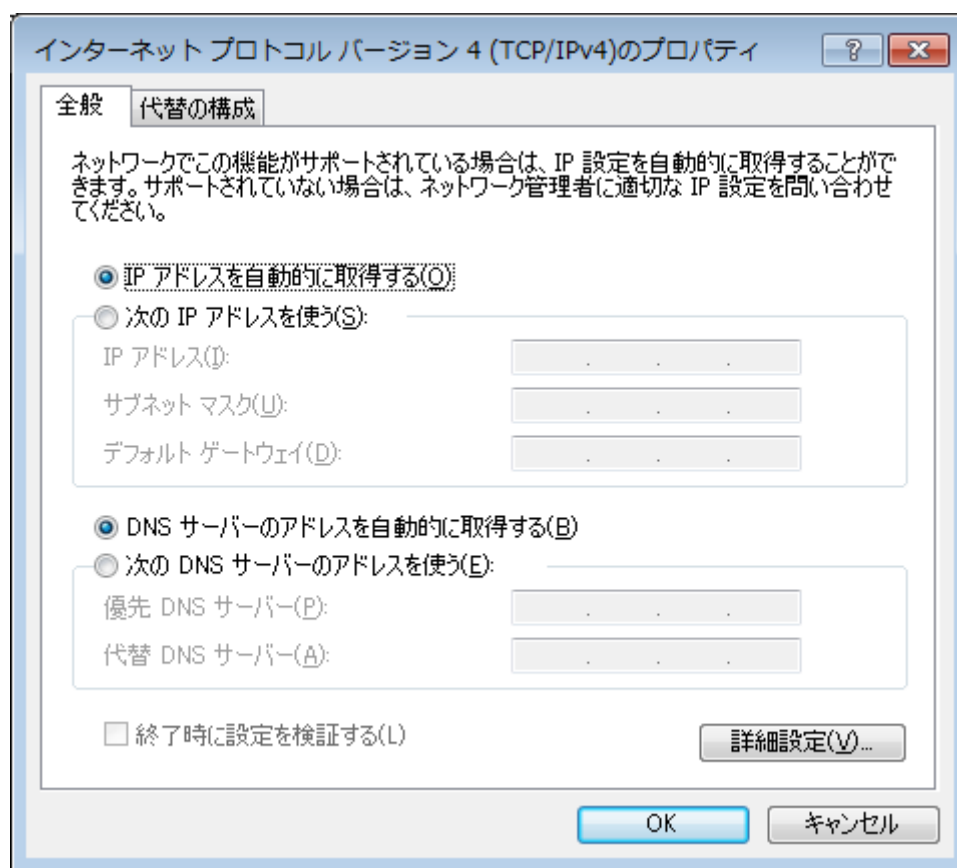 インターネット プロトコル バージョン 4 (TCP/IPv4)のプロパティ
全般 代替の構成
ネットワークでこの機能がサポートされている場合は、IP 設定を自動的に取得することがで
きます。サポートされていない場合は、ネットワーク管理者に適切な IP 設定を問い合わせ
てください。
IP アドレスを自動的に取得する(O)
次の IP アドレスを使う(S):
IP アドレス(I):
サブネット マスク(U):
デフォルト ゲートウェイ(D):
DNS サーバーのアドレスを自動的に取得する(B)
次の DNS サーバーのアドレスを使う(E):
優先 DNS サーバー(P):
代替 DNS サーバー(A):
終了時に設定を検証する(L)
詳細設定(V)...
OK キャンセル